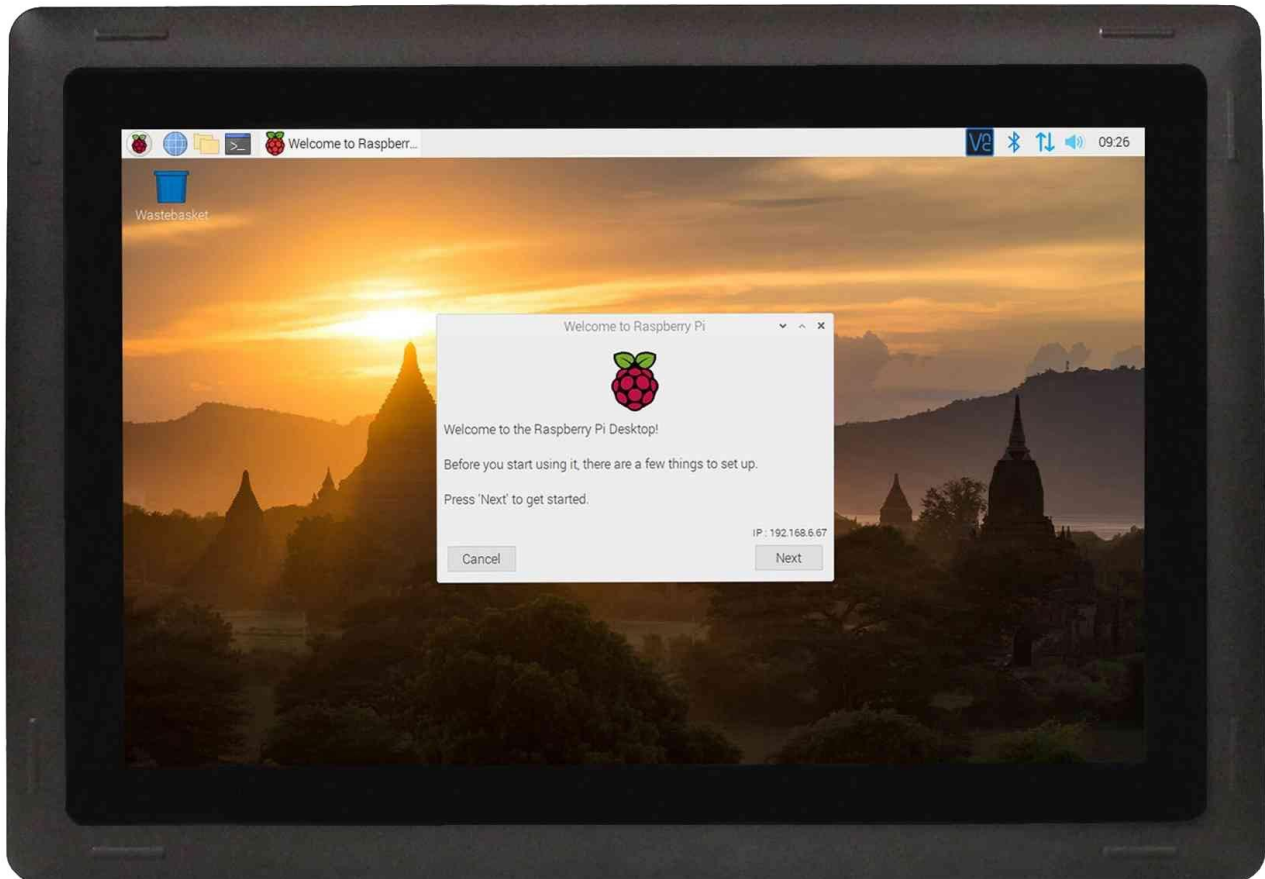 Welcome to Raspberr...
09:26
Wastebasket
Welcome to Raspberry Pi
Welcome to the Raspberry Pi Desktop!
Before you start using it, there are a few things to set up.
Press 'Next' to get started.
IP : 192.168.6.67
Cancel
Next